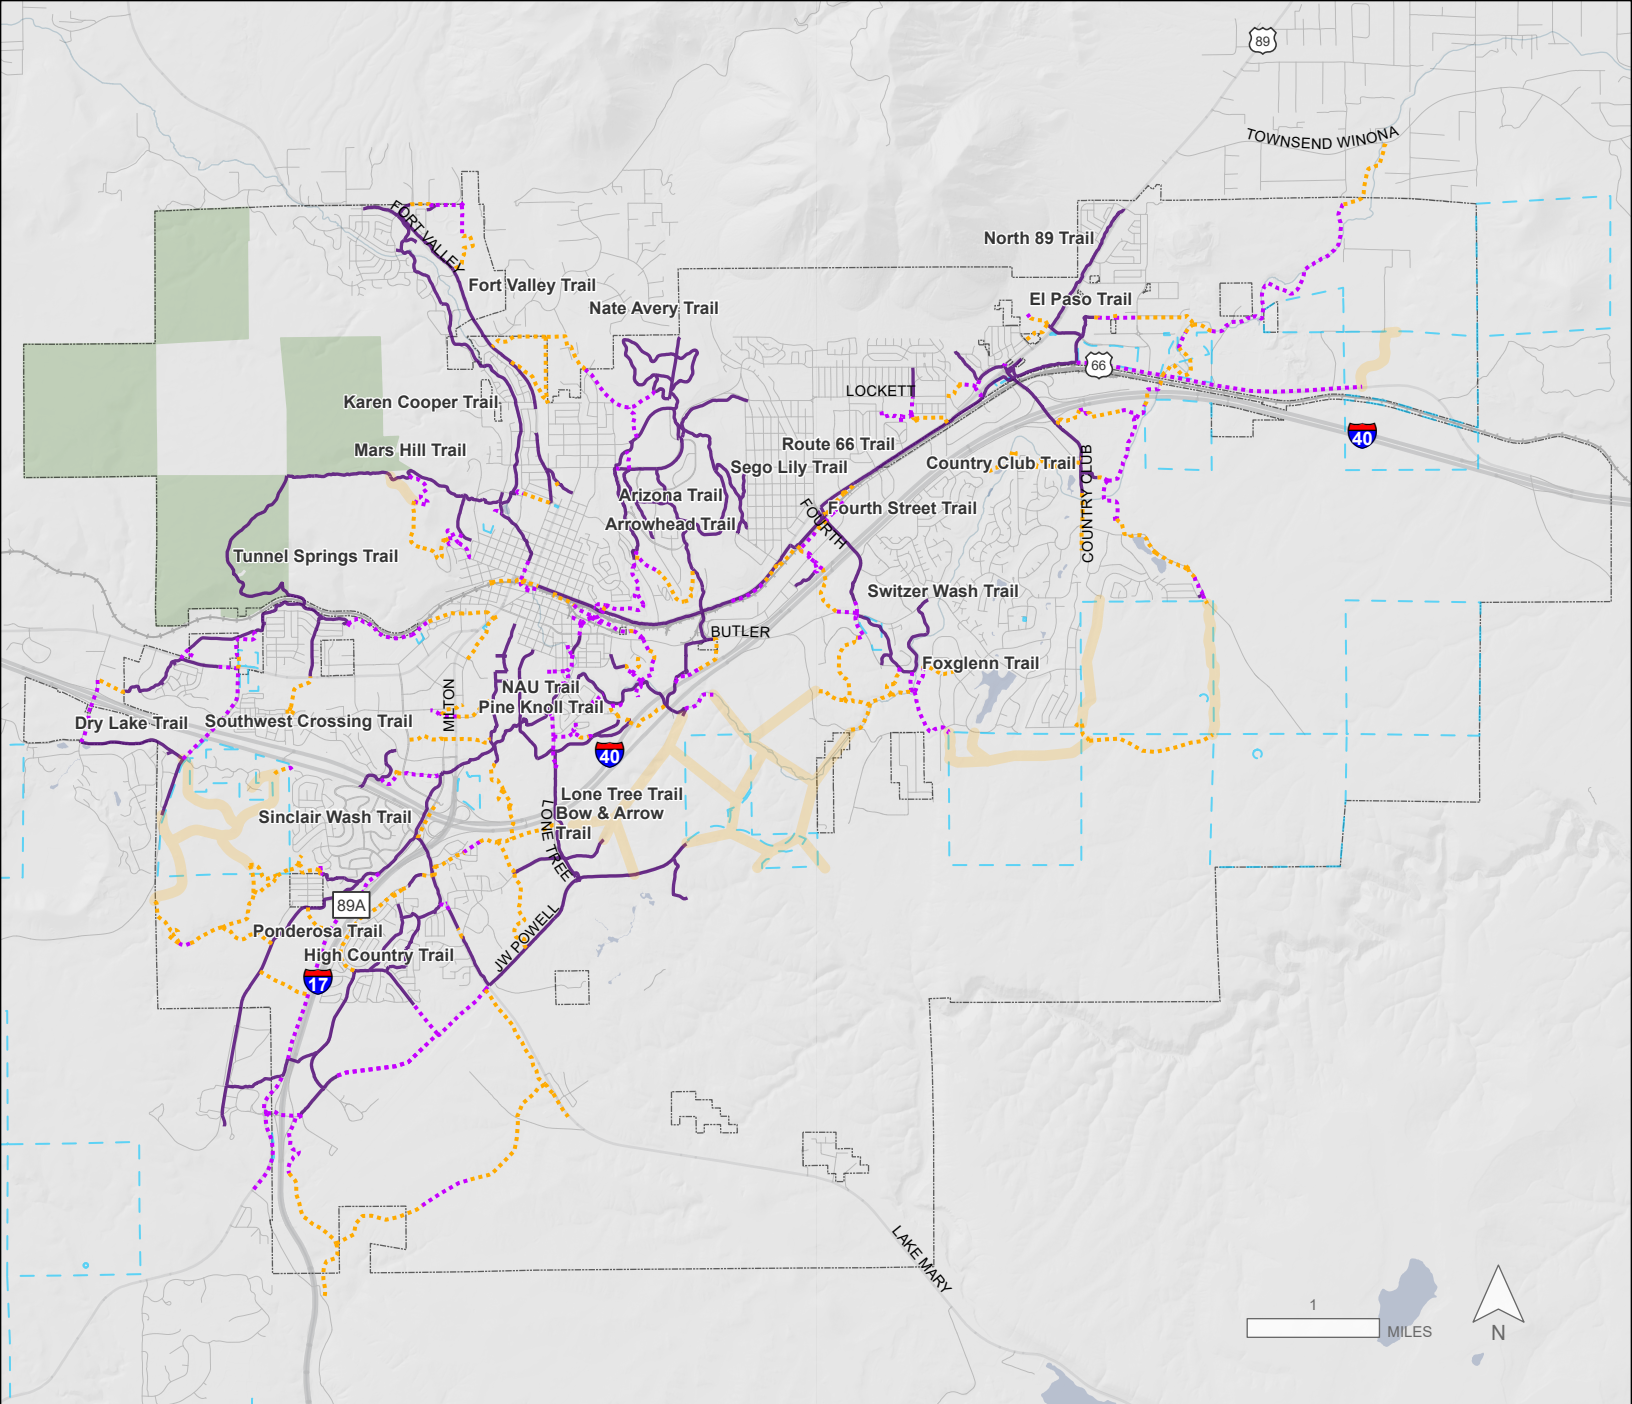 89
TOWNSEND WINONA
FORT VALLEY
North 89 Trail
Fort Valley Trail
El Paso Trail
Nate Avery Trail
66
LOCKETT
Karen Cooper Trail
40
Route 66 Trail
Mars Hill Trail
Sego Lily Trail
Country Club Trail
Arizona Trail
Fourth Street Trail
FOURTH
COUNTRY CLUB
Arrowhead Trail
Tunnel Springs Trail
Switzer Wash Trail
BUTLER
Foxglenn Trail
NAU Trail
MILTON
Pine Knoll Trail
Dry Lake Trail
Southwest Crossing Trail
40
Lone Tree Trail
LONE TREE
Bow & Arrow
Trail
Sinclair Wash Trail
89A
Ponderosa Trail
JW POWELL
High Country Trail
17
LAKE MARY
1
MILES
N